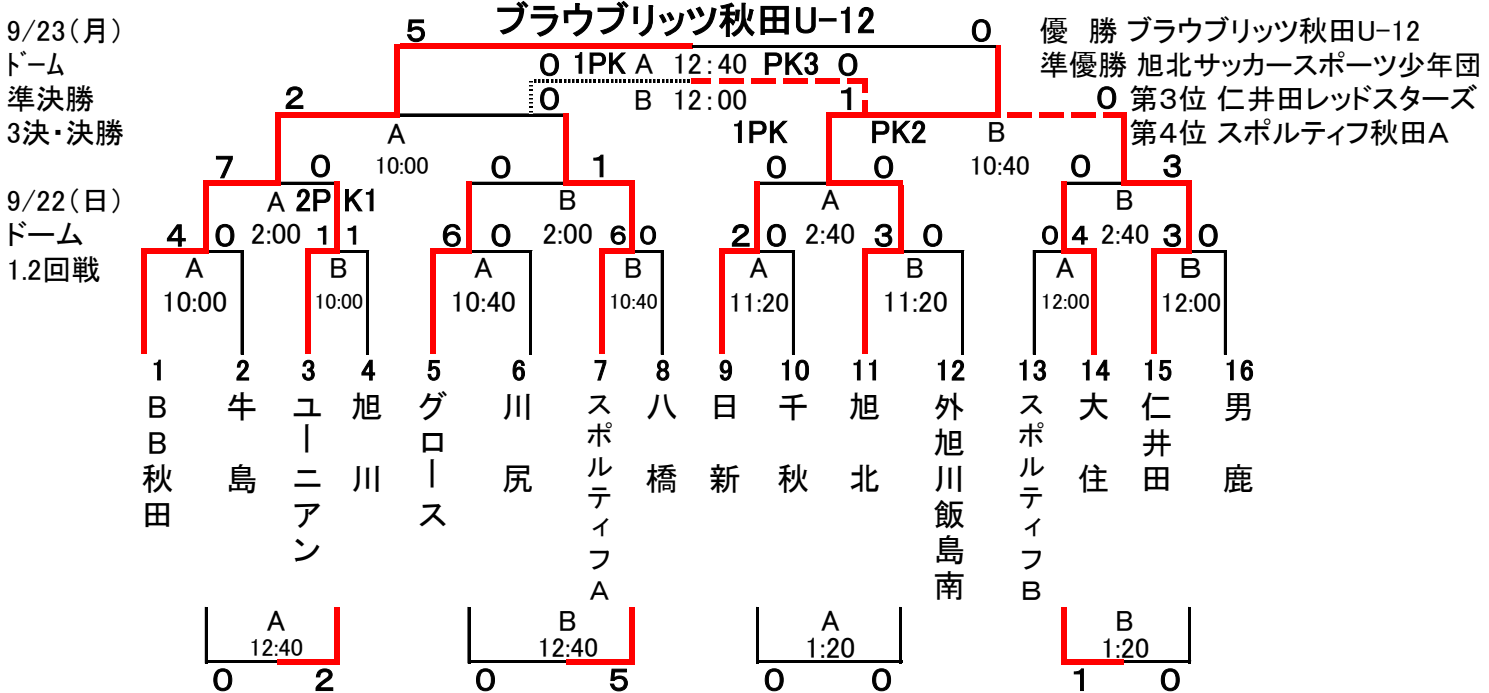 ブラウブリッツ秋田U-12
9/23(月)
ドーム
準決勝
3決・決勝
優 勝 ブラウブリッツ秋田U-12
準優勝 旭北サッカースポーツ少年団
第3位 仁井田レッドスターズ
第4位 スポルティフ秋田A
5 0
0 1PK A 12:40 PK3 0
2 0 B 12:00 1 0
A 1PK PK2 B
10:00 10:40
7 0 0 1 0 0 0 3
9/22(日)
ドーム
1.2回戦
A 2PK1 B A B
2:00 2:00 2:40 2:40
4 0 1 1 6 0 6 0 2 0 3 0 0 4 3 0
A B A B A B A B
10:00 10:00 10:40 10:40 11:20 11:20 12:00 12:00
1 2 3 4 5 6 7 8 9 10 11 12 13 14 15 16
BB秋田
牛島
ユーニアン
旭川
グロース
川尻
スポルティフA
八橋
日新
千秋
旭北
外旭川飯島南
スポルティフB
大住
仁井田
男鹿
A B A B
12:40 12:40 1:20 1:20
0 2 0 5 0 0 1 0